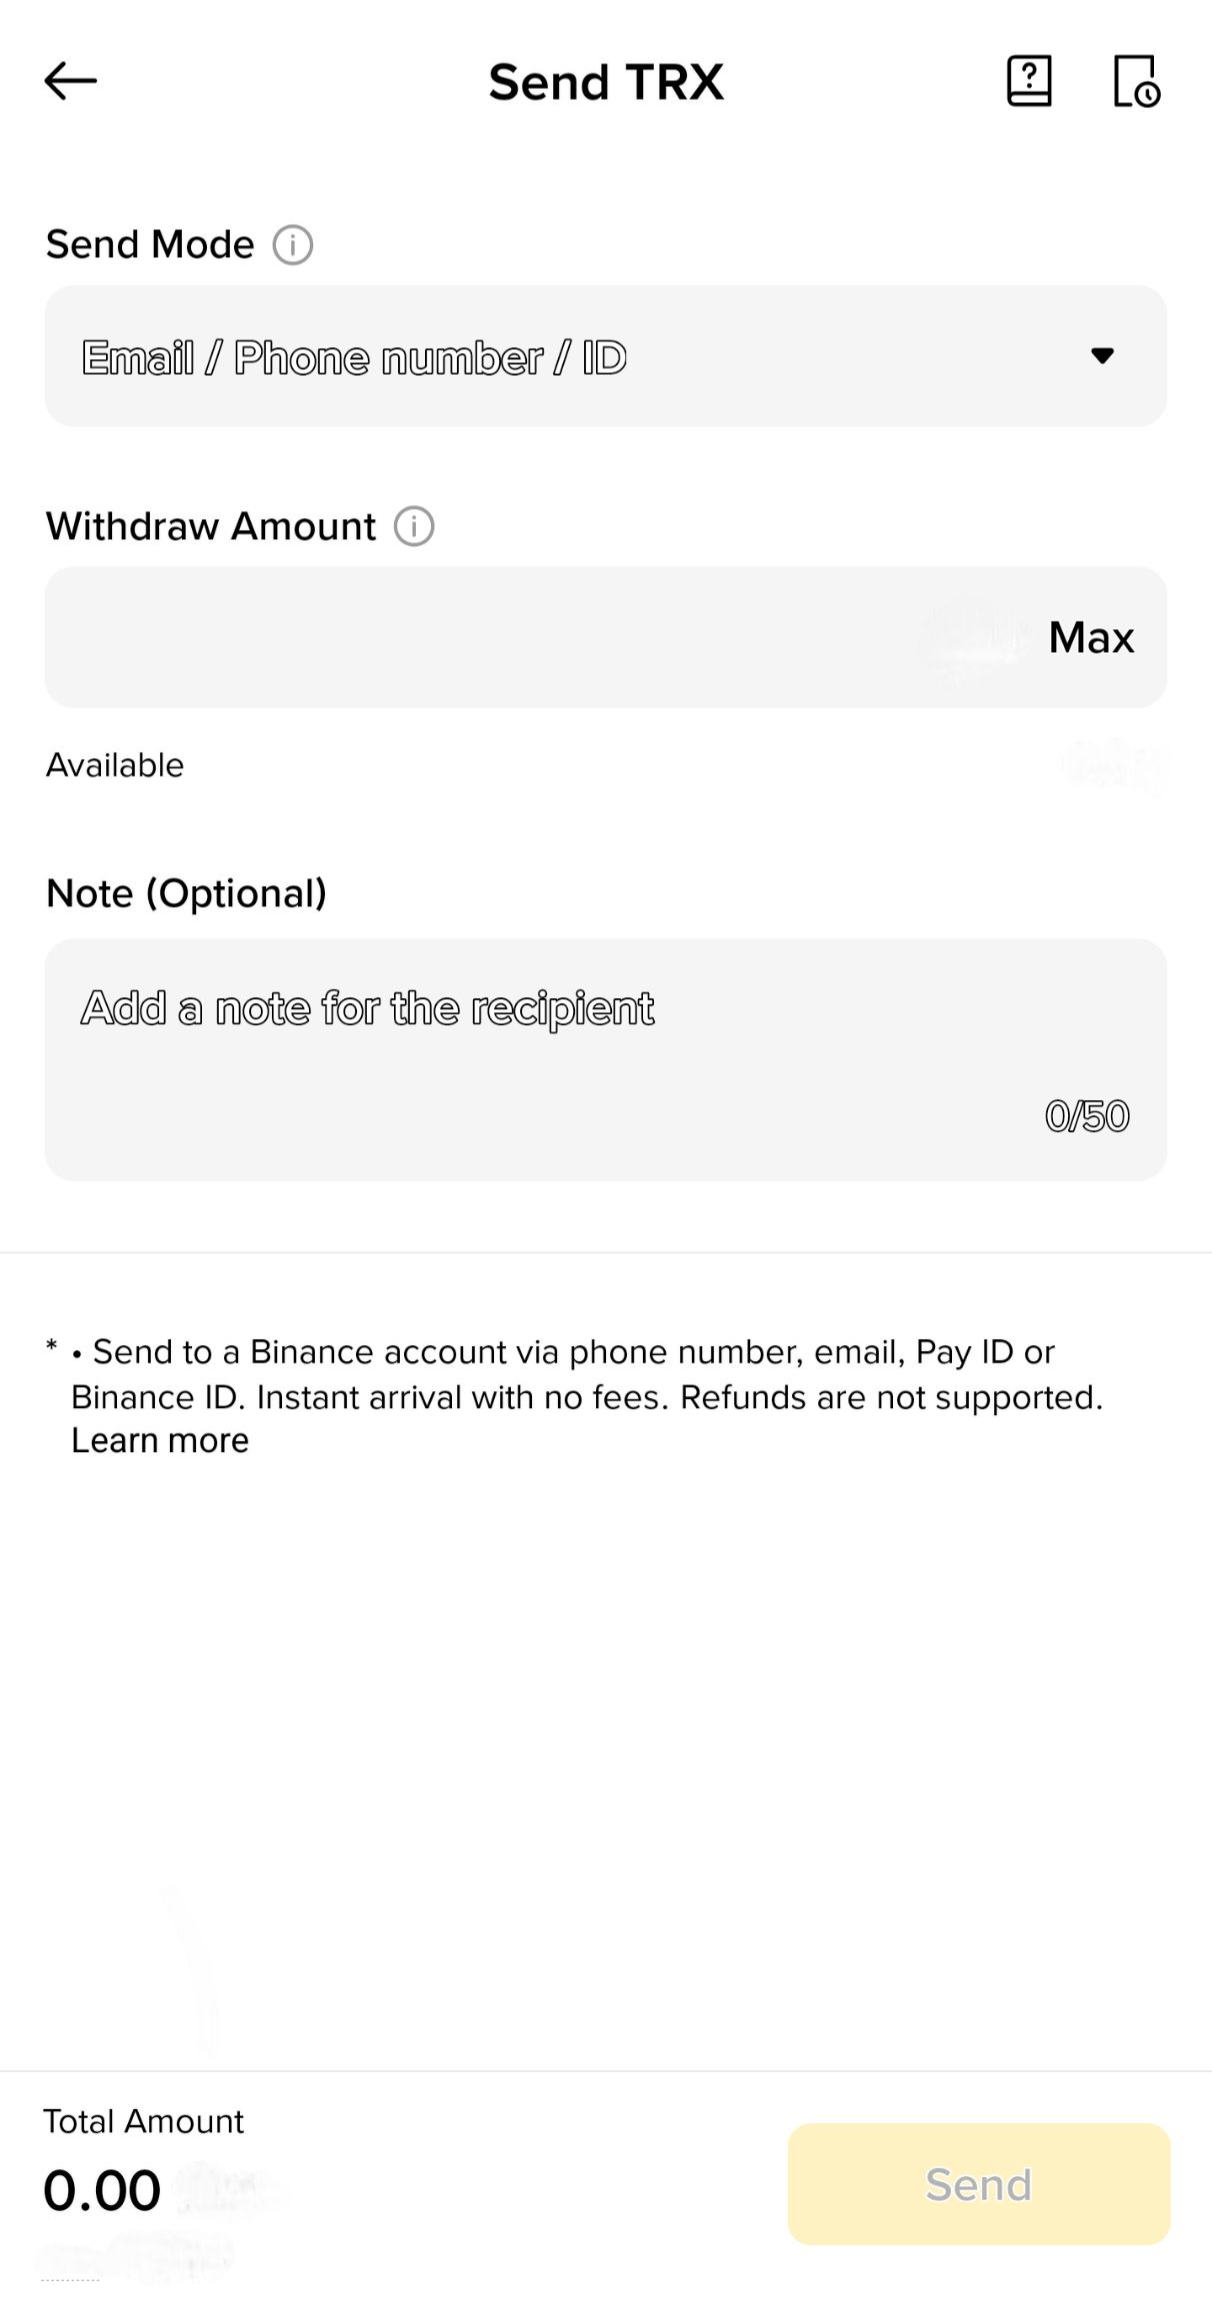 Send TRX
Send Mode
Email / Phone number / ID
Withdraw Amount
Max
Available
Note (Optional)
Add a note for the recipient
0/50
* • Send to a Binance account via phone number, email, Pay ID or
Binance ID. Instant arrival with no fees. Refunds are not supported.
Learn more
Total Amount
0.00
Send